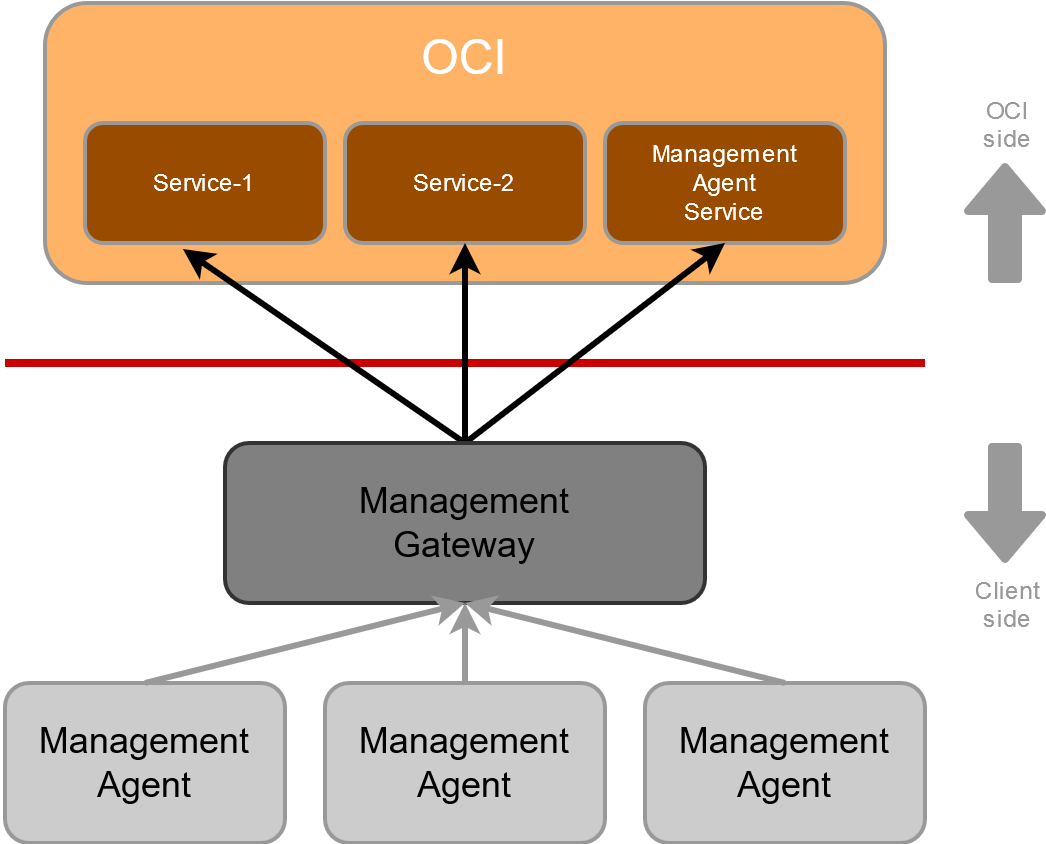 OCI
OCI
side
Service-1
Service-2
Management
Agent
Service
Management
Gateway
Client
side
Management
Agent
Management
Agent
Management
Agent